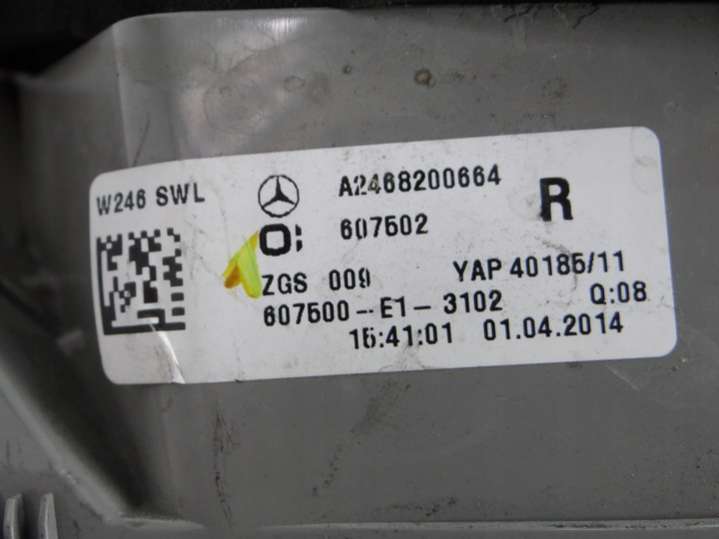 W246 SWL
A2468200664
R
607502
ZGS 009 YAP 40185/11
607500-E1-3102 Q:08
15:41:01 01.04.2014